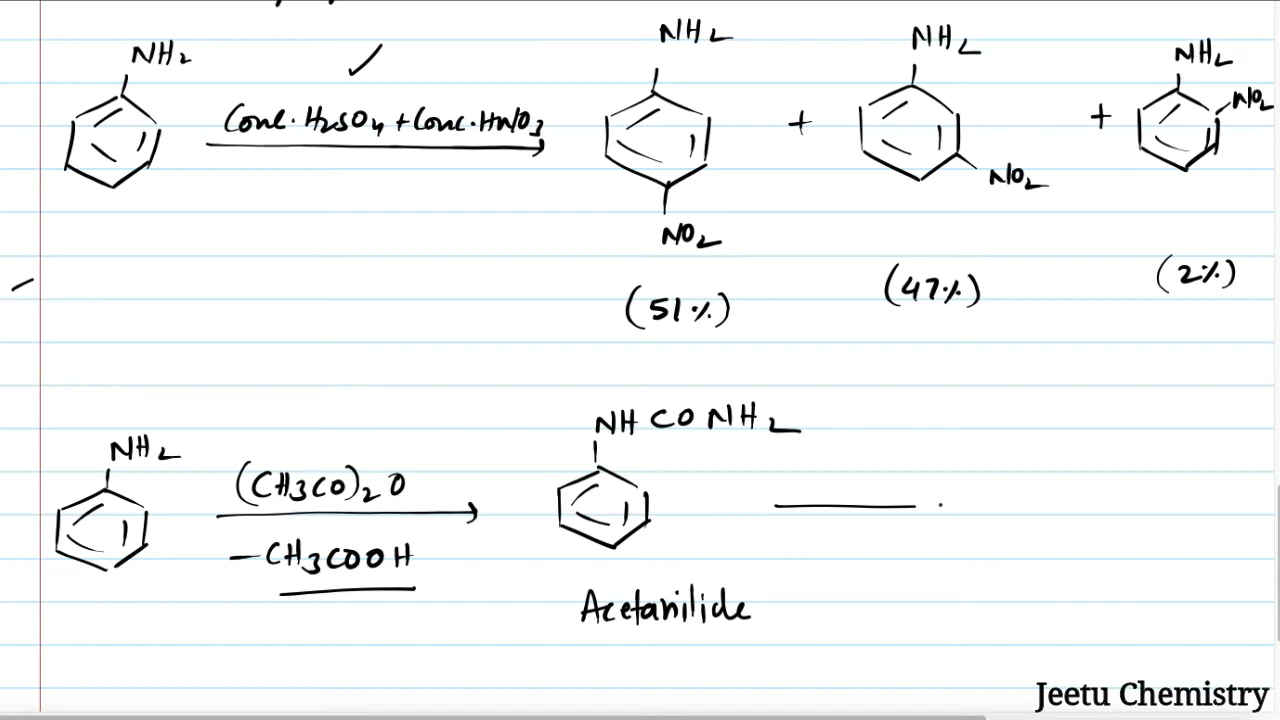 NH2 NH2 NH2 NH2
Conc. H2SO4 + Conc. HNO3 + + NO2
NO2
NO2
(51%) (47%) (2%)
NH CO NH2
NH2 (CH3CO)2 O
- CH3COOH
Acetanilide
Jeetu Chemistry